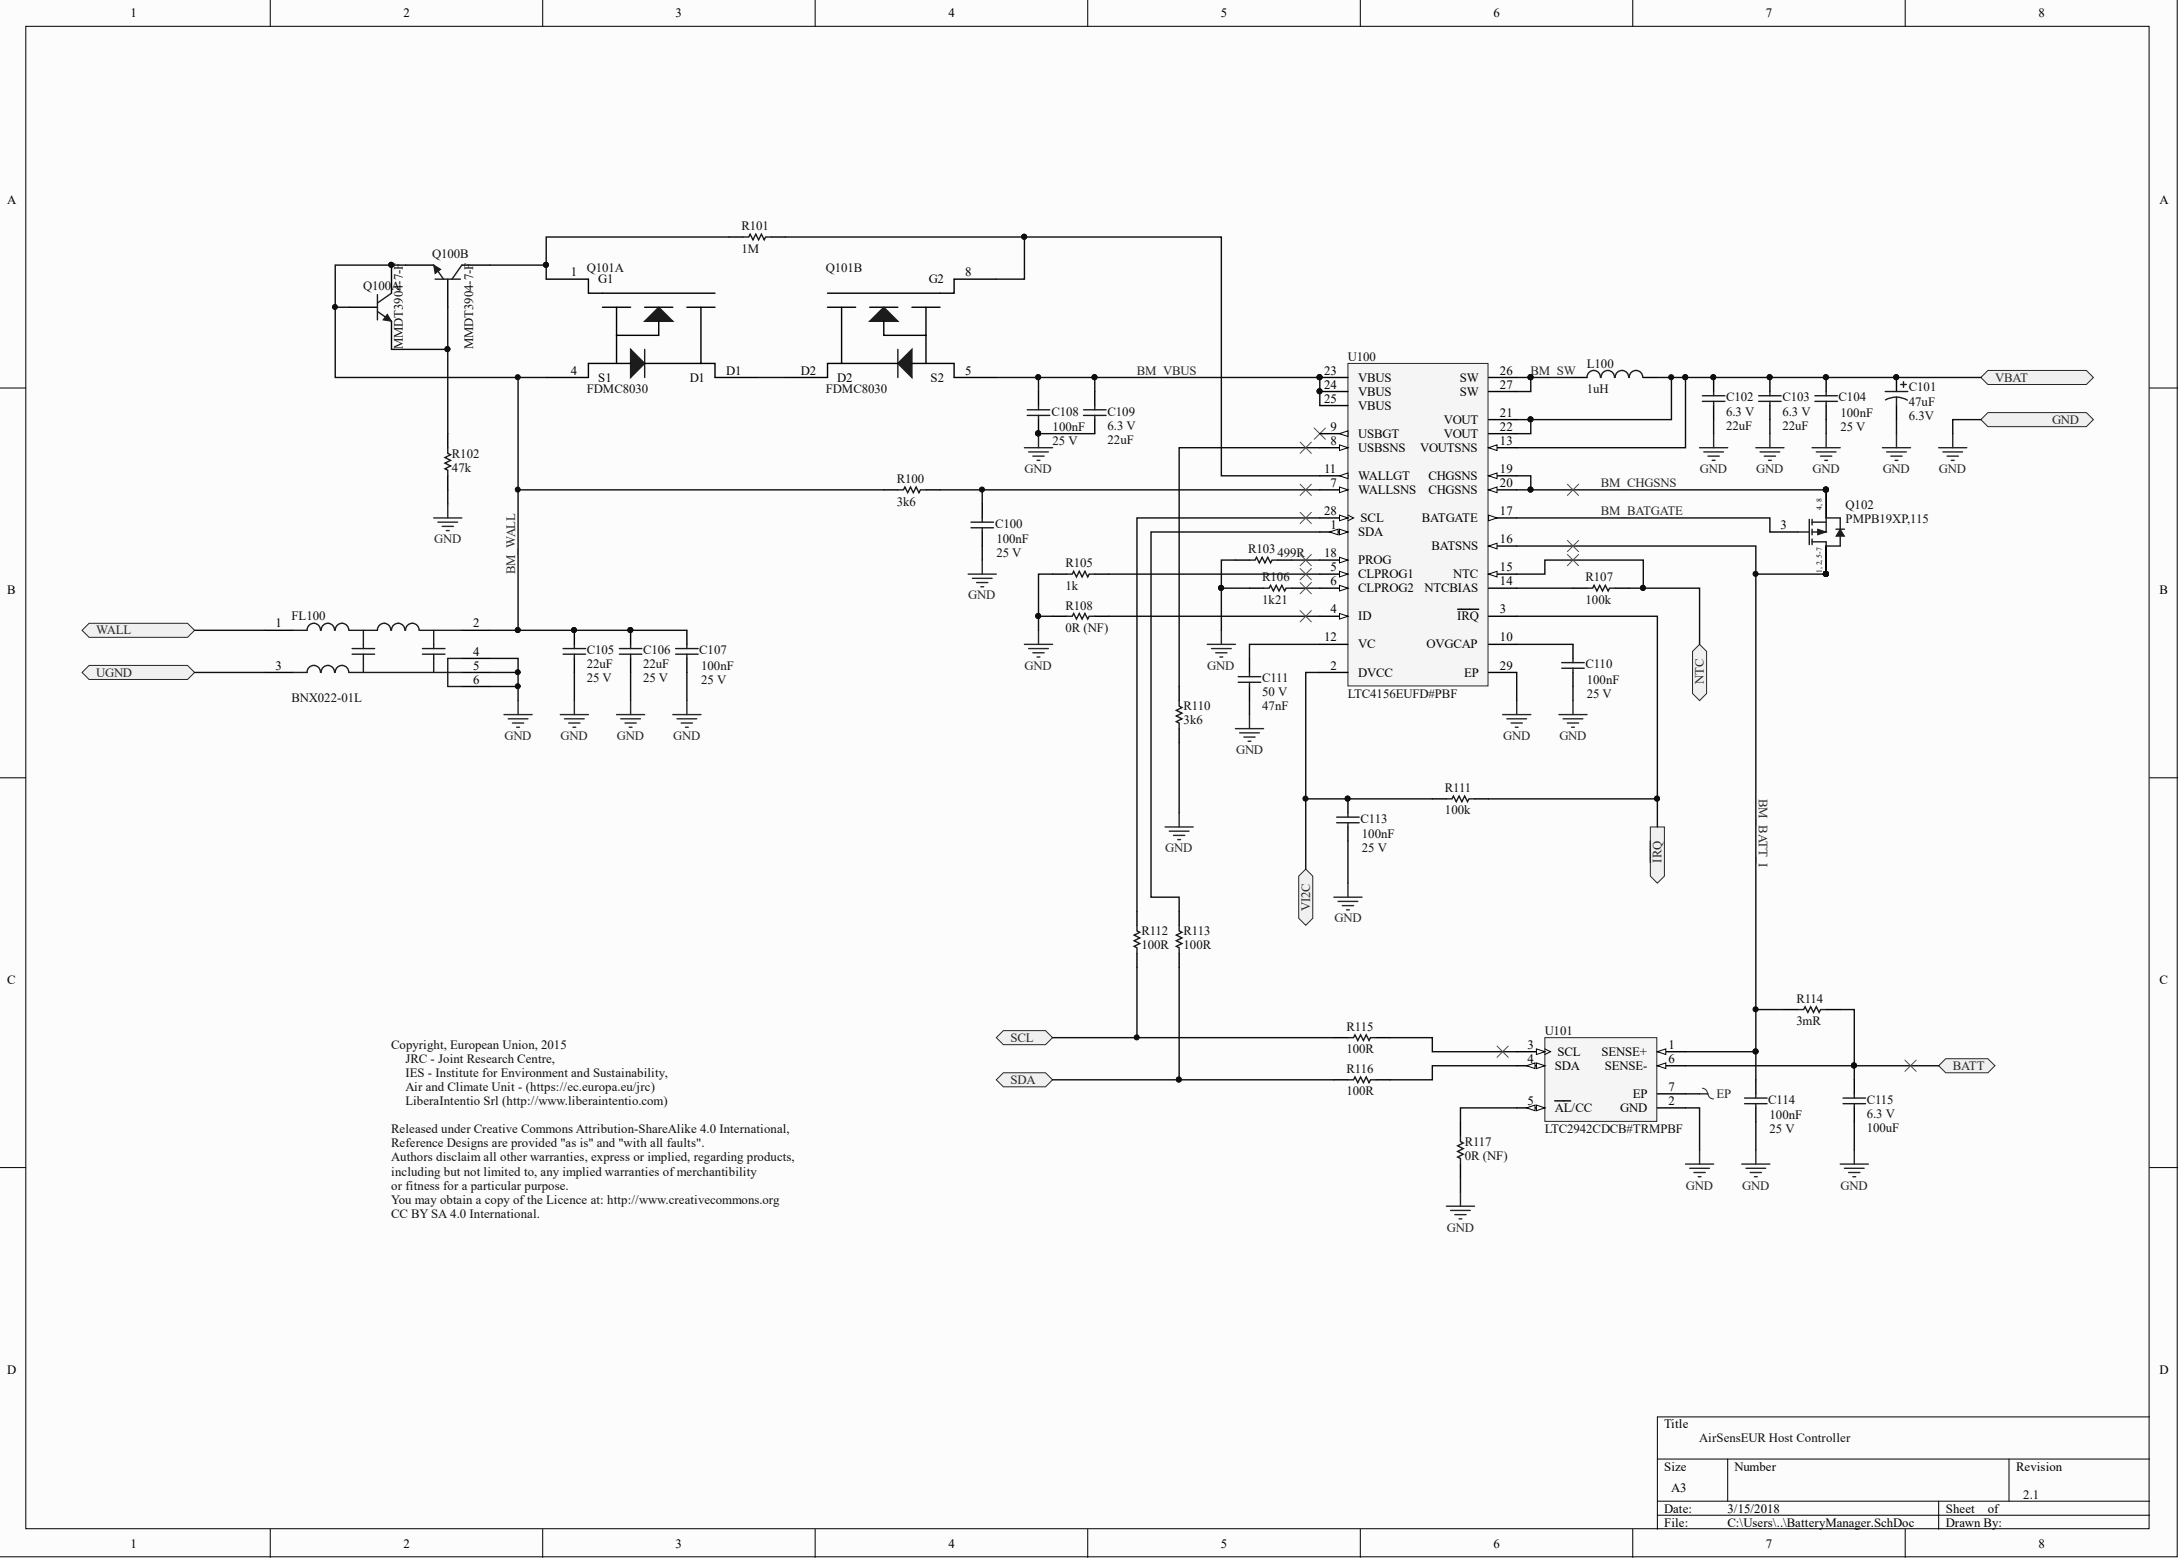 1 2 3 4 5 6 7 8
A A
R101
1M
Q100B
Q100A
MMDT3904-7-F
MMDT3904-7-F
Q101A
1 G1
Q101B
G2 8
4 S1 D1 D1
FDMC8030
D2 D2 S2 5
FDMC8030
BM_VBUS
C108
100nF
25 V
GND
C109
6.3 V
22uF
R102
47k
GND
R100
3k6
C100
100nF
25 V
GND
BM_WALL
U100
23 VBUS
24 VBUS
25 VBUS
9 USBGT
8 USBSNS
11 WALLGT
7 WALLSNS
28 SCL
1 SDA
18 PROG
5 CLPROG1
6 CLPROG2
4 ID
12 VC
2 DVCC
SW 26
SW 27
VOUT 21
VOUT 22
VOUTSNS 13
CHGSNS 19
CHGSNS 20
BATGATE 17
BATSNS 16
NTC 15
NTCBIAS 14
IRQ 3
OVGCAP 10
EP 29
LTC4156EUFD#PBF
BM_SW
L100
1uH
C102
6.3 V
22uF
GND
C103
6.3 V
22uF
GND
C104
100nF
25 V
GND
+ C101
47uF
6.3V
GND
VBAT
GND
GND
BM_CHGSNS
BM_BATGATE
3
4, 8
1, 2, 5-7
Q102
PMPB19XP,115
R103 499R
R105
1k
R106
1k21
R108
0R (NF)
GND
GND
R107
100k
NTC
C111
50 V
47nF
GND
R110
3k6
GND
GND
C110
100nF
25 V
GND
B B
WALL
UGND
FL100
1 2
3
4
5
6
BNX022-01L
GND
C105
22uF
25 V
GND
C106
22uF
25 V
GND
C107
100nF
25 V
GND
R111
100k
C113
100nF
25 V
GND
VI2C
IRQ
BM_BATT_I
R112
100R
R113
100R
C C
SCL
SDA
R115
100R
R116
100R
U101
3 SCL
4 SDA
5 AL/CC
SENSE+ 1
SENSE- 6
EP 7 EP
GND 2
LTC2942CDCB#TRMPBF
R117
0R (NF)
GND
R114
3mR
BATT
GND
C114
100nF
25 V
GND
C115
6.3 V
100uF
GND
Copyright, European Union, 2015
JRC - Joint Research Centre,
IES - Institute for Environment and Sustainability,
Air and Climate Unit - (https://ec.europa.eu/jrc)
LiberaIntentio Srl (http://www.liberaintentio.com)
Released under Creative Commons Attribution-ShareAlike 4.0 International,
Reference Designs are provided "as is" and "with all faults".
Authors disclaim all other warranties, express or implied, regarding products,
including but not limited to, any implied warranties of merchantibility
or fitness for a particular purpose.
You may obtain a copy of the Licence at: http://www.creativecommons.org
CC BY SA 4.0 International.
D D
Title
AirSensEUR Host Controller
Size Number Revision
A3 2.1
Date: 3/15/2018 Sheet of
File: C:\Users\..\BatteryManager.SchDoc Drawn By:
1 2 3 4 5 6 7 8